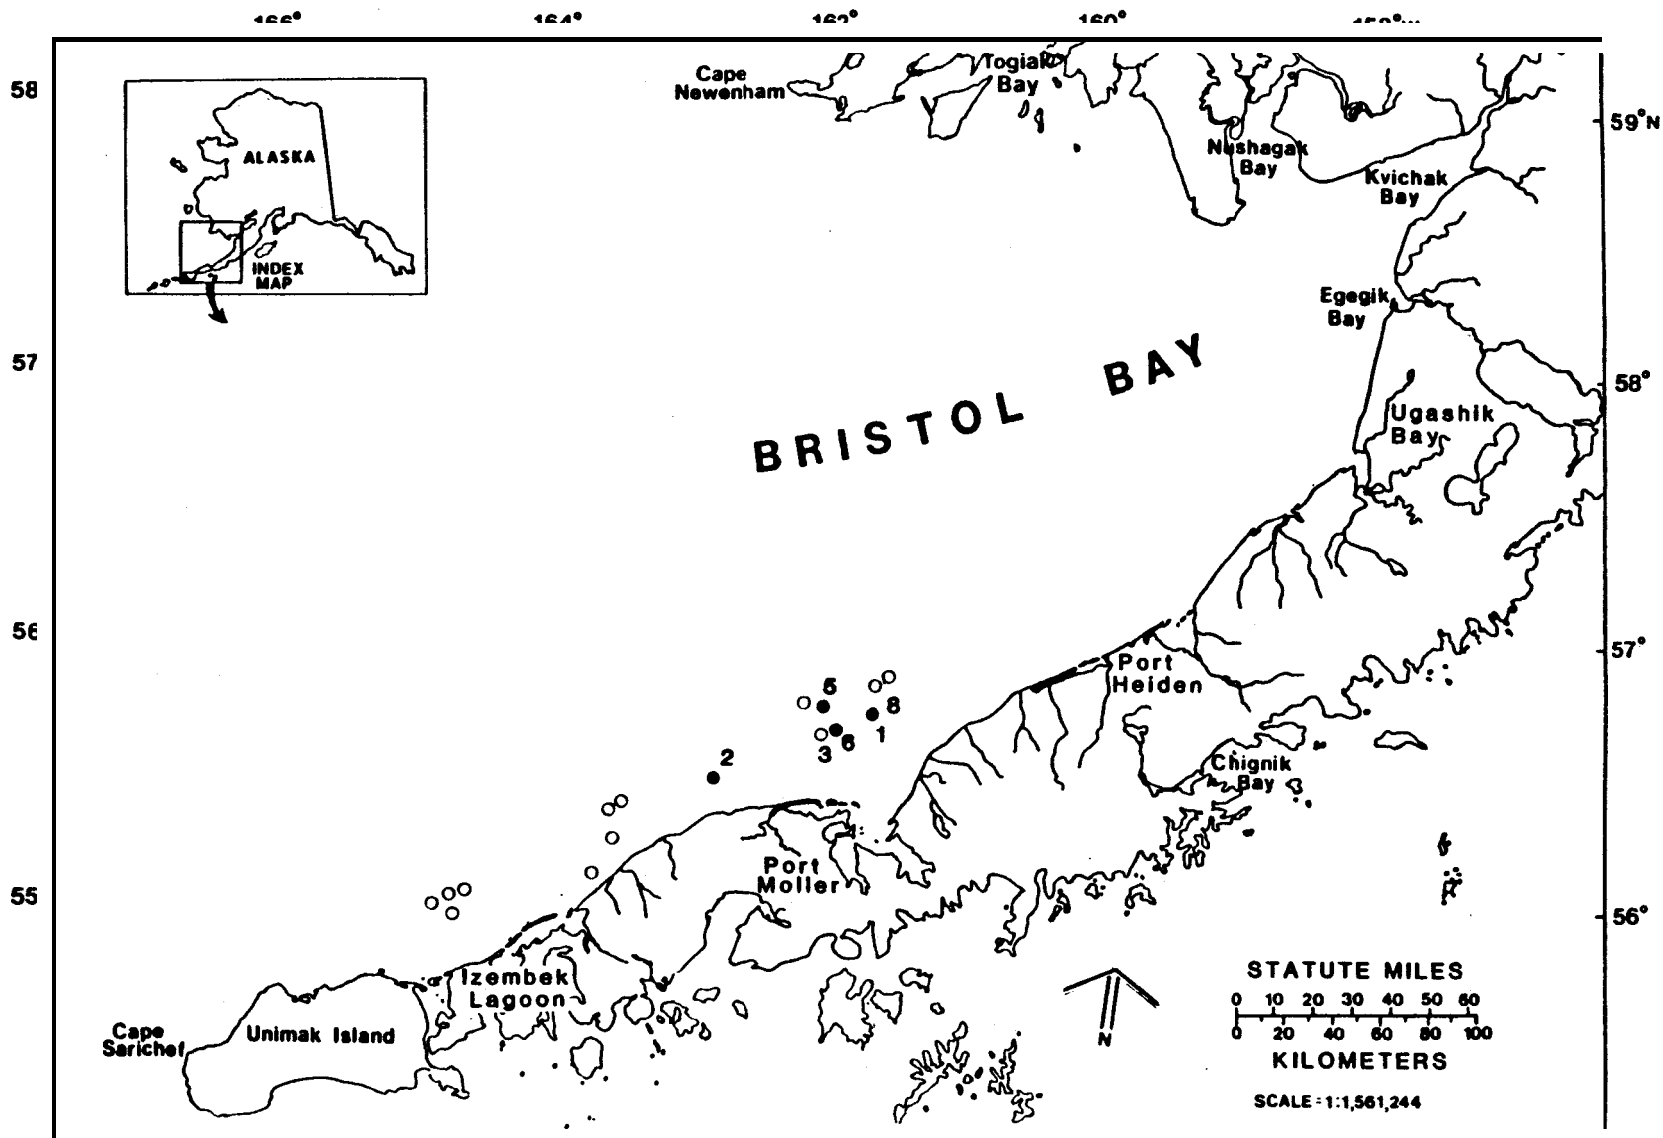 166°
164°
162°
160°
58
57
56
55
59°N
58°
57°
56°
ALASKA
INDEX
MAP
Cape
Newenham
Togiak
Bay
Nushagak
Bay
Kvichak
Bay
Egegik
Bay
BRISTOL BAY
Ugashik
Bay
Port
Heiden
Chignik
Bay
5
8
1
6
3
2
Port
Moller
Izembek
Lagoon
Unimak Island
Cape
Sarichef
N
STATUTE MILES
0 10 20 30 40 50 60
0 20 40 60 80 100
KILOMETERS
SCALE = 1:1,561,244